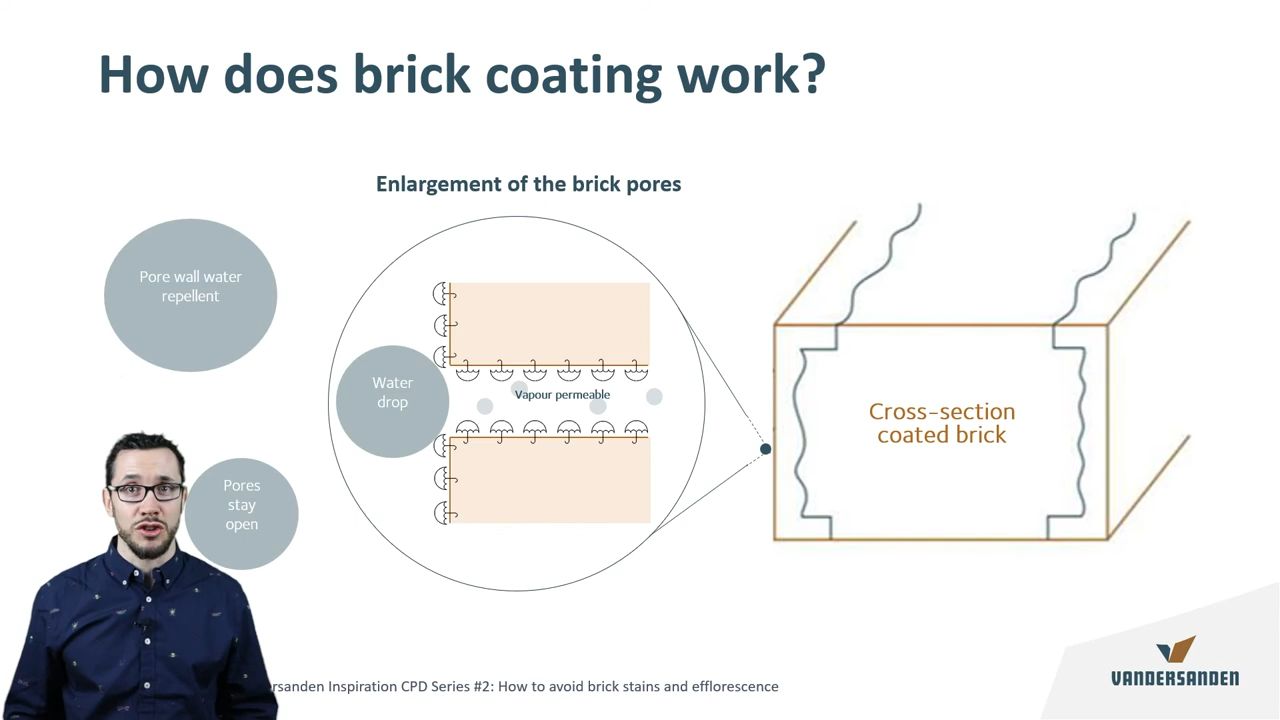 How does brick coating work?
Enlargement of the brick pores
Pore wall water
repellent
Water
drop
Vapour permeable
Pores
stay
open
Cross-section
coated brick
Inspiration CPD Series #2: How to avoid brick stains and efflorescence
VANDERSANDEN